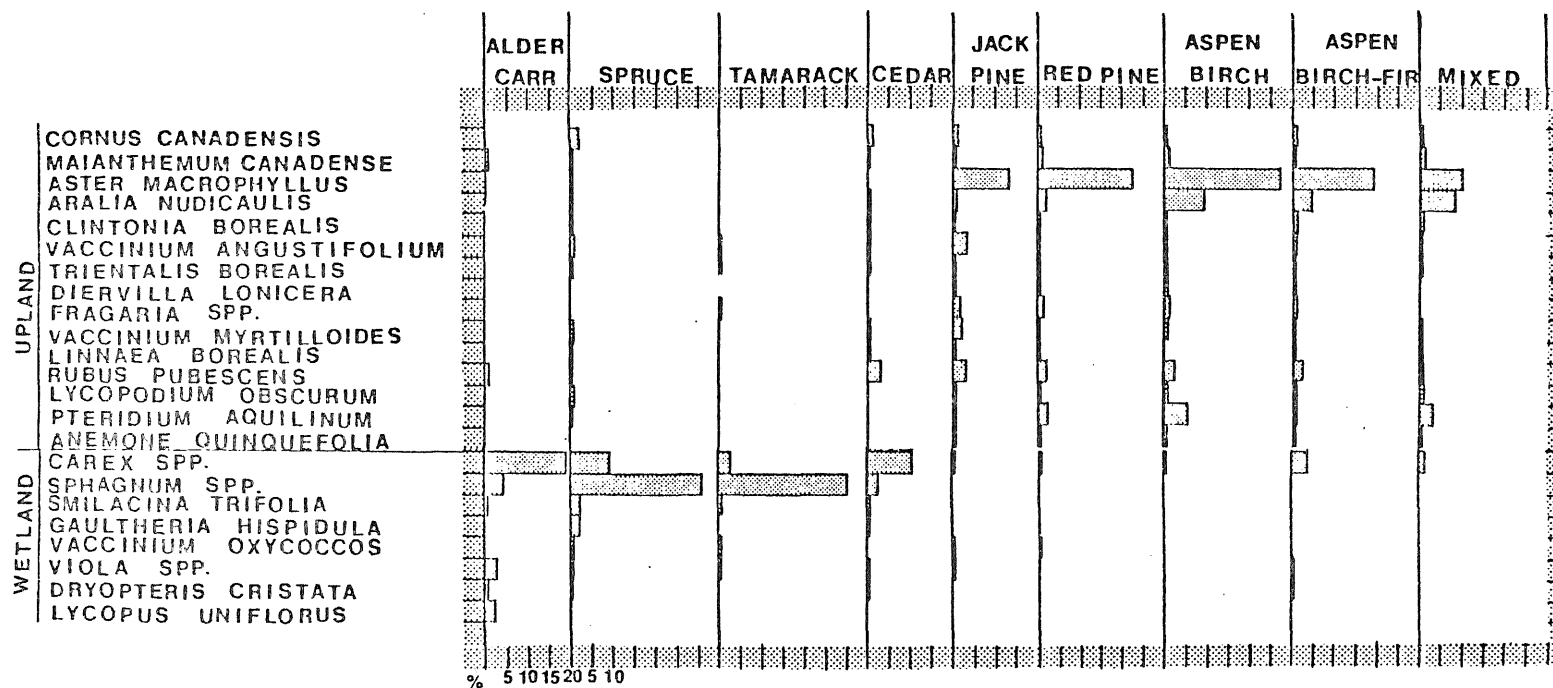 ALDER CARR
SPRUCE
TAMARACK
CEDAR
JACK PINE
RED PINE
ASPEN BIRCH
ASPEN BIRCH-FIR
MIXED
UPLAND
CORNUS CANADENSIS
MAIANTHEMUM CANADENSE
ASTER MACROPHYLLUS
ARALIA NUDICAULIS
CLINTONIA BOREALIS
VACCINIUM ANGUSTIFOLIUM
TRIENTALIS BOREALIS
DIERVILLA LONICERA
FRAGARIA SPP.
VACCINIUM MYRTILLOIDES
LINNAEA BOREALIS
RUBUS PUBESCENS
LYCOPODIUM OBSCURUM
PTERIDIUM AQUILINUM
ANEMONE QUINQUEFOLIA
WETLAND
CAREX SPP.
SPHAGNUM SPP.
SMILACINA TRIFOLIA
GAULTHERIA HISPIDULA
VACCINIUM OXYCOCCOS
VIOLA SPP.
DRYOPTERIS CRISTATA
LYCOPUS UNIFLORUS
% 5 10 15 20 5 10